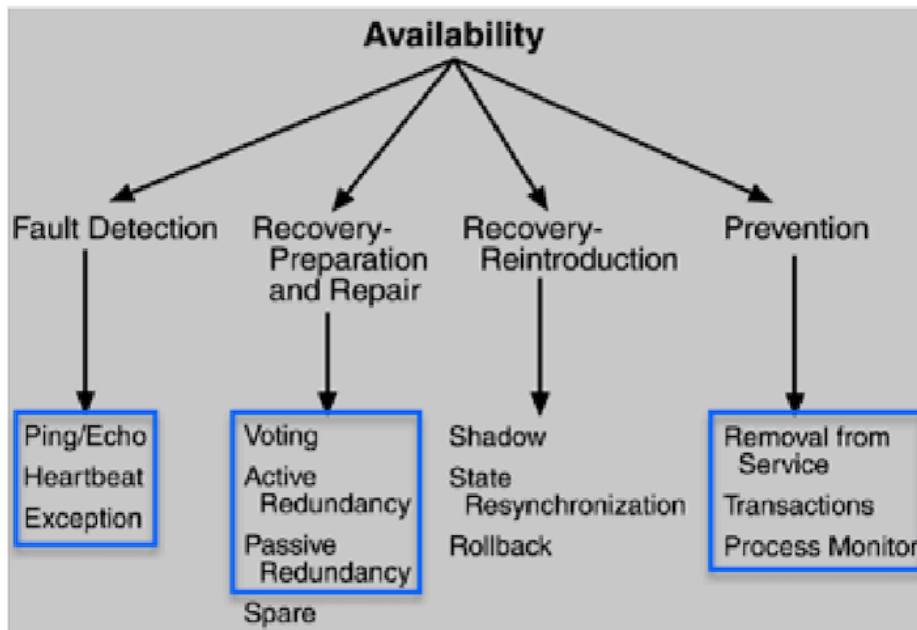 Availability
Fault Detection
Recovery-
Preparation
and Repair
Recovery-
Reintroduction
Prevention
Ping/Echo
Heartbeat
Exception
Voting
Active
Redundancy
Passive
Redundancy
Spare
Shadow
State
Resynchronization
Rollback
Removal from
Service
Transactions
Process Monitor